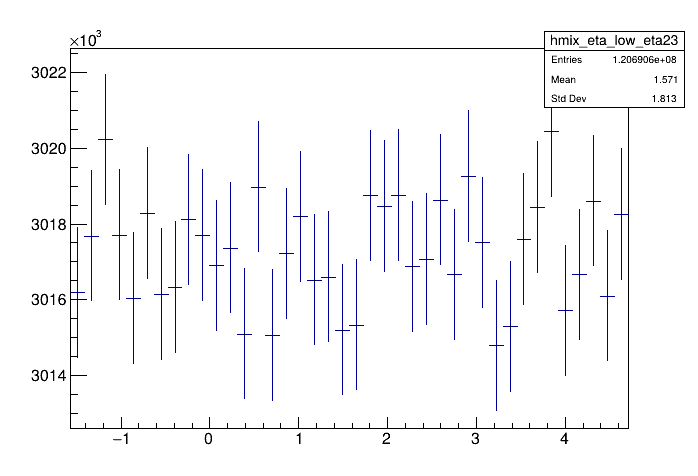 ×10³
hmix_eta_low_eta23
Entries 1.206906e+08
Mean 1.571
Std Dev 1.813
3022
3020
3018
3016
3014
−1 0 1 2 3 4